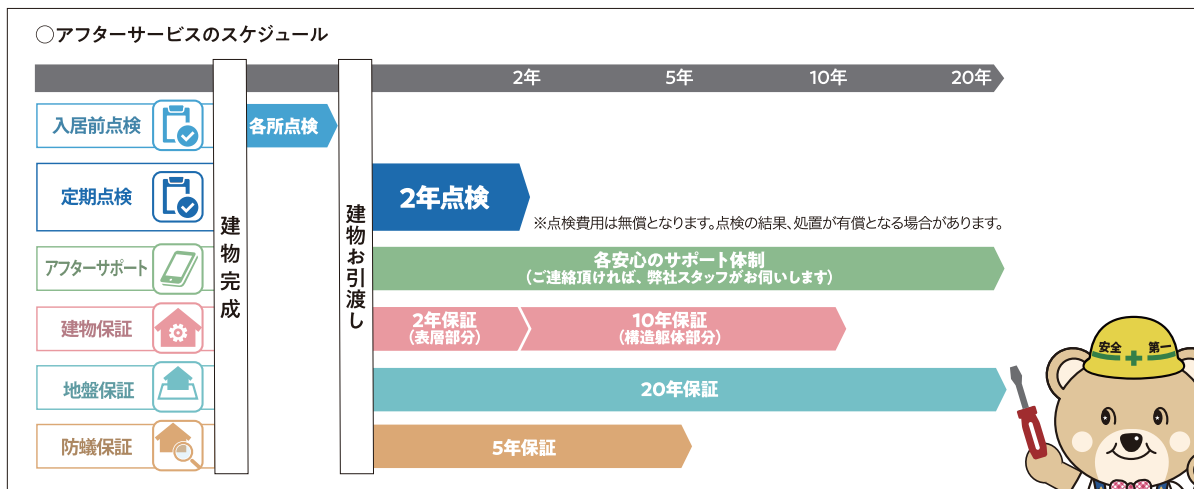 ○アフターサービスのスケジュール
2年 5年 10年 20年
建物完成
建物お引渡し
入居前点検
各所点検
定期点検
2年点検
※点検費用は無償となります。点検の結果、処置が有償となる場合があります。
アフターサポート
各安心のサポート体制
(ご連絡頂ければ、弊社スタッフがお伺いします)
建物保証
2年保証
(表層部分)
10年保証
(構造躯体部分)
地盤保証
20年保証
防蟻保証
5年保証
安全 第一